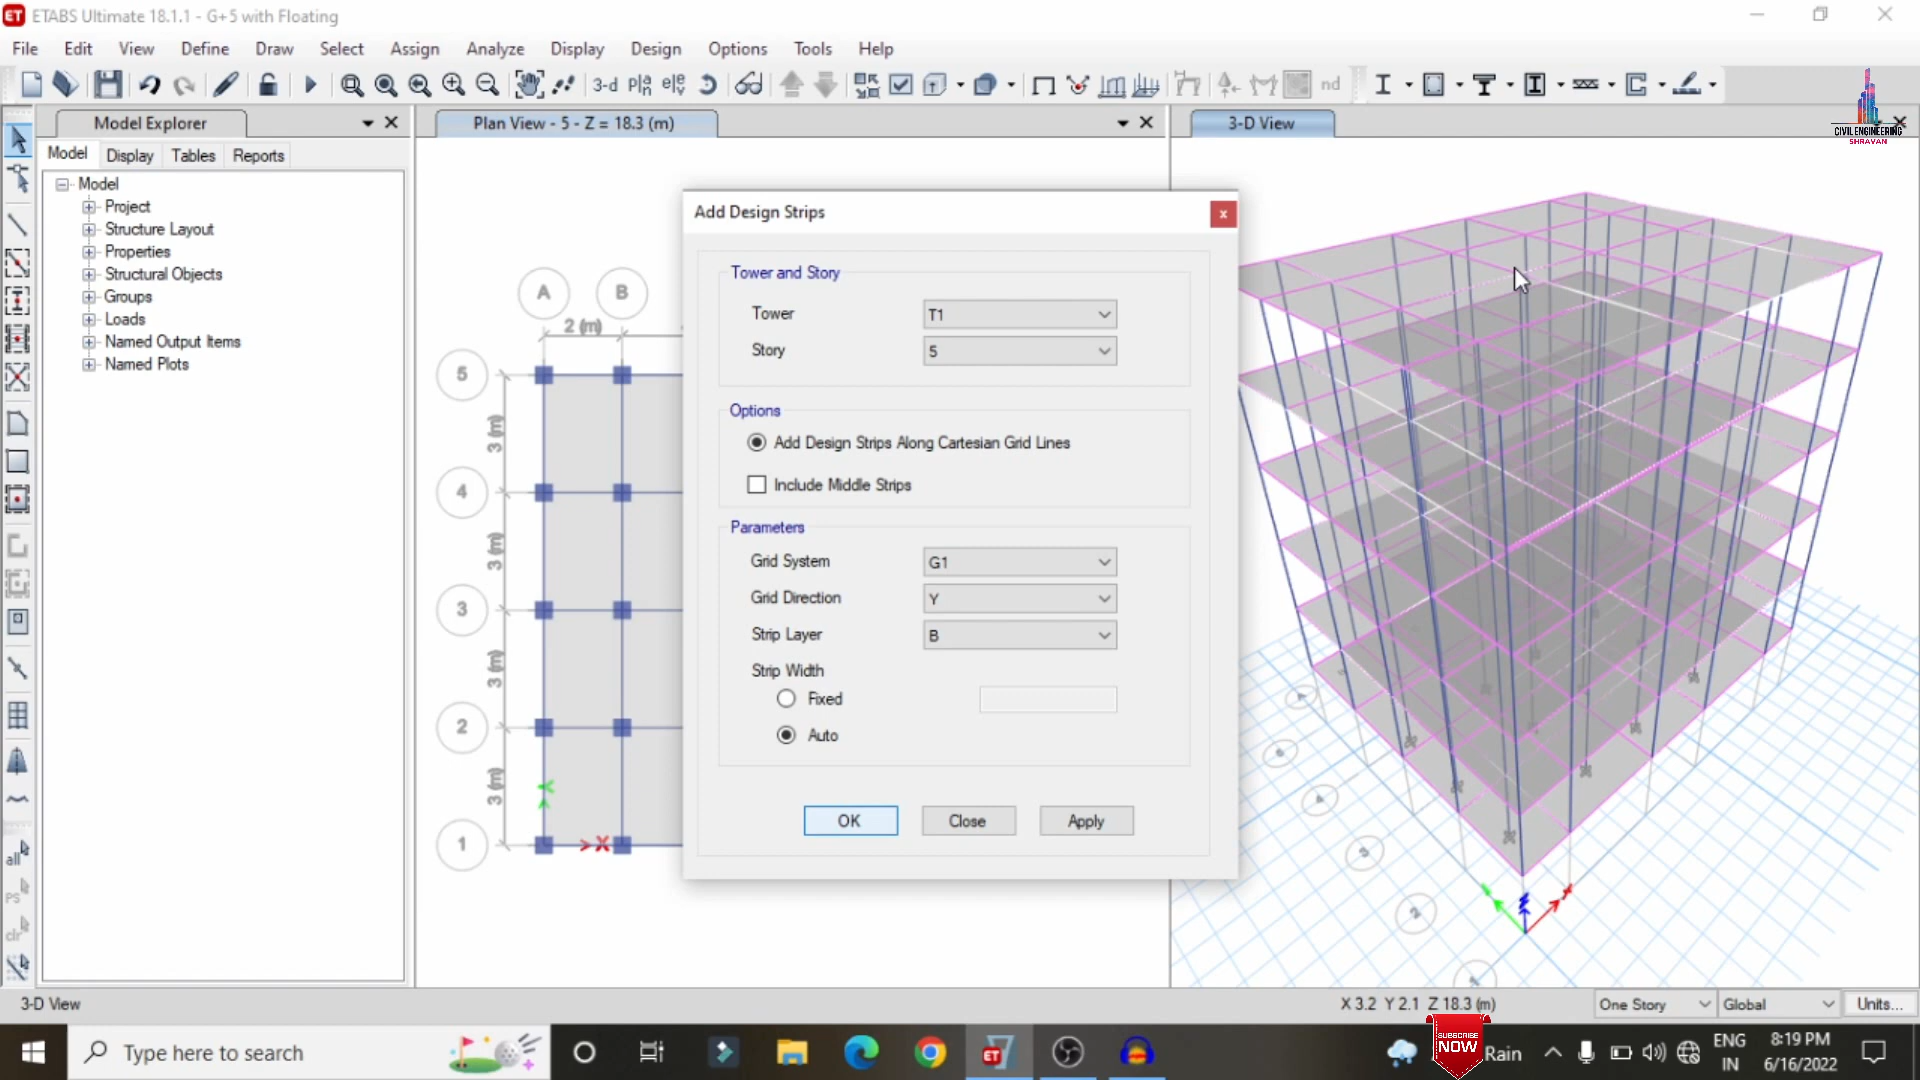 ETABS Ultimate 18.1.1 - G+5 with Floating
File Edit View Define Draw Select Assign Analyze Display Design Options Tools Help
3-d nd
Model Explorer
Plan View - 5 - Z = 18.3 (m)
3-D View
CIVIL ENGINEERING
SHRAVAN
Model Display Tables Reports
Model
Project
Structure Layout
Properties
Structural Objects
Groups
Loads
Named Output Items
Named Plots
A B
2 (m)
5
3 (m)
4
3 (m)
3
3 (m)
2
3 (m)
1
X
Add Design Strips
Tower and Story
Tower T1
Story 5
Options
Add Design Strips Along Cartesian Grid Lines
Include Middle Strips
Parameters
Grid System G1
Grid Direction Y
Strip Layer B
Strip Width
Fixed
Auto
OK Close Apply
all
PS
clr
3-D View
X 3.2 Y 2.1 Z 18.3 (m)
One Story
Global
Units...
Type here to search
ET
SUBSCRIBE
NOW
Rain
ENG
IN
8:19 PM
6/16/2022